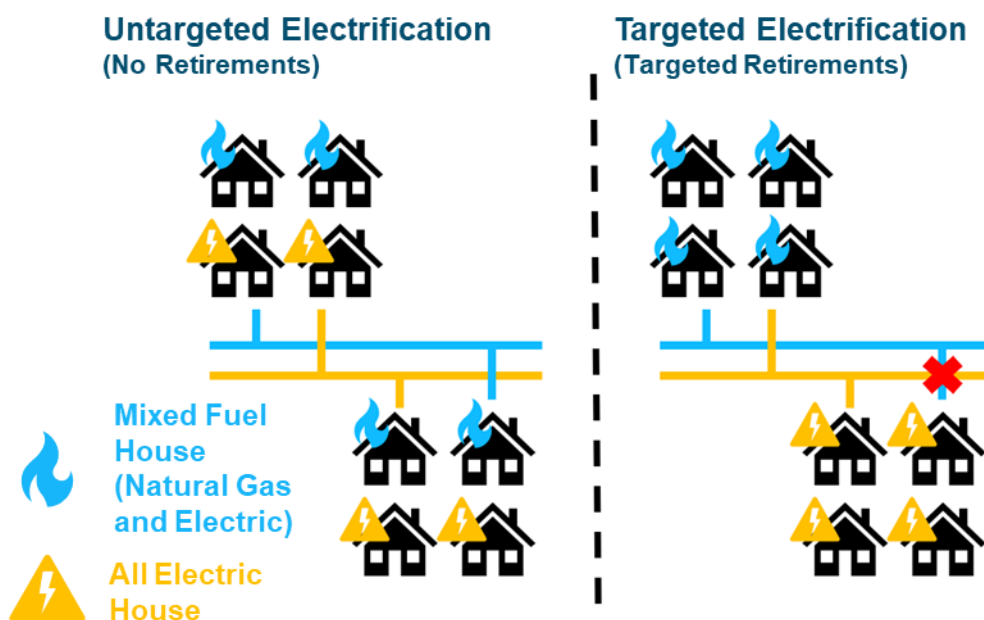 Untargeted Electrification
(No Retirements)
Targeted Electrification
(Targeted Retirements)
Mixed Fuel
House
(Natural Gas
and Electric)
All Electric
House